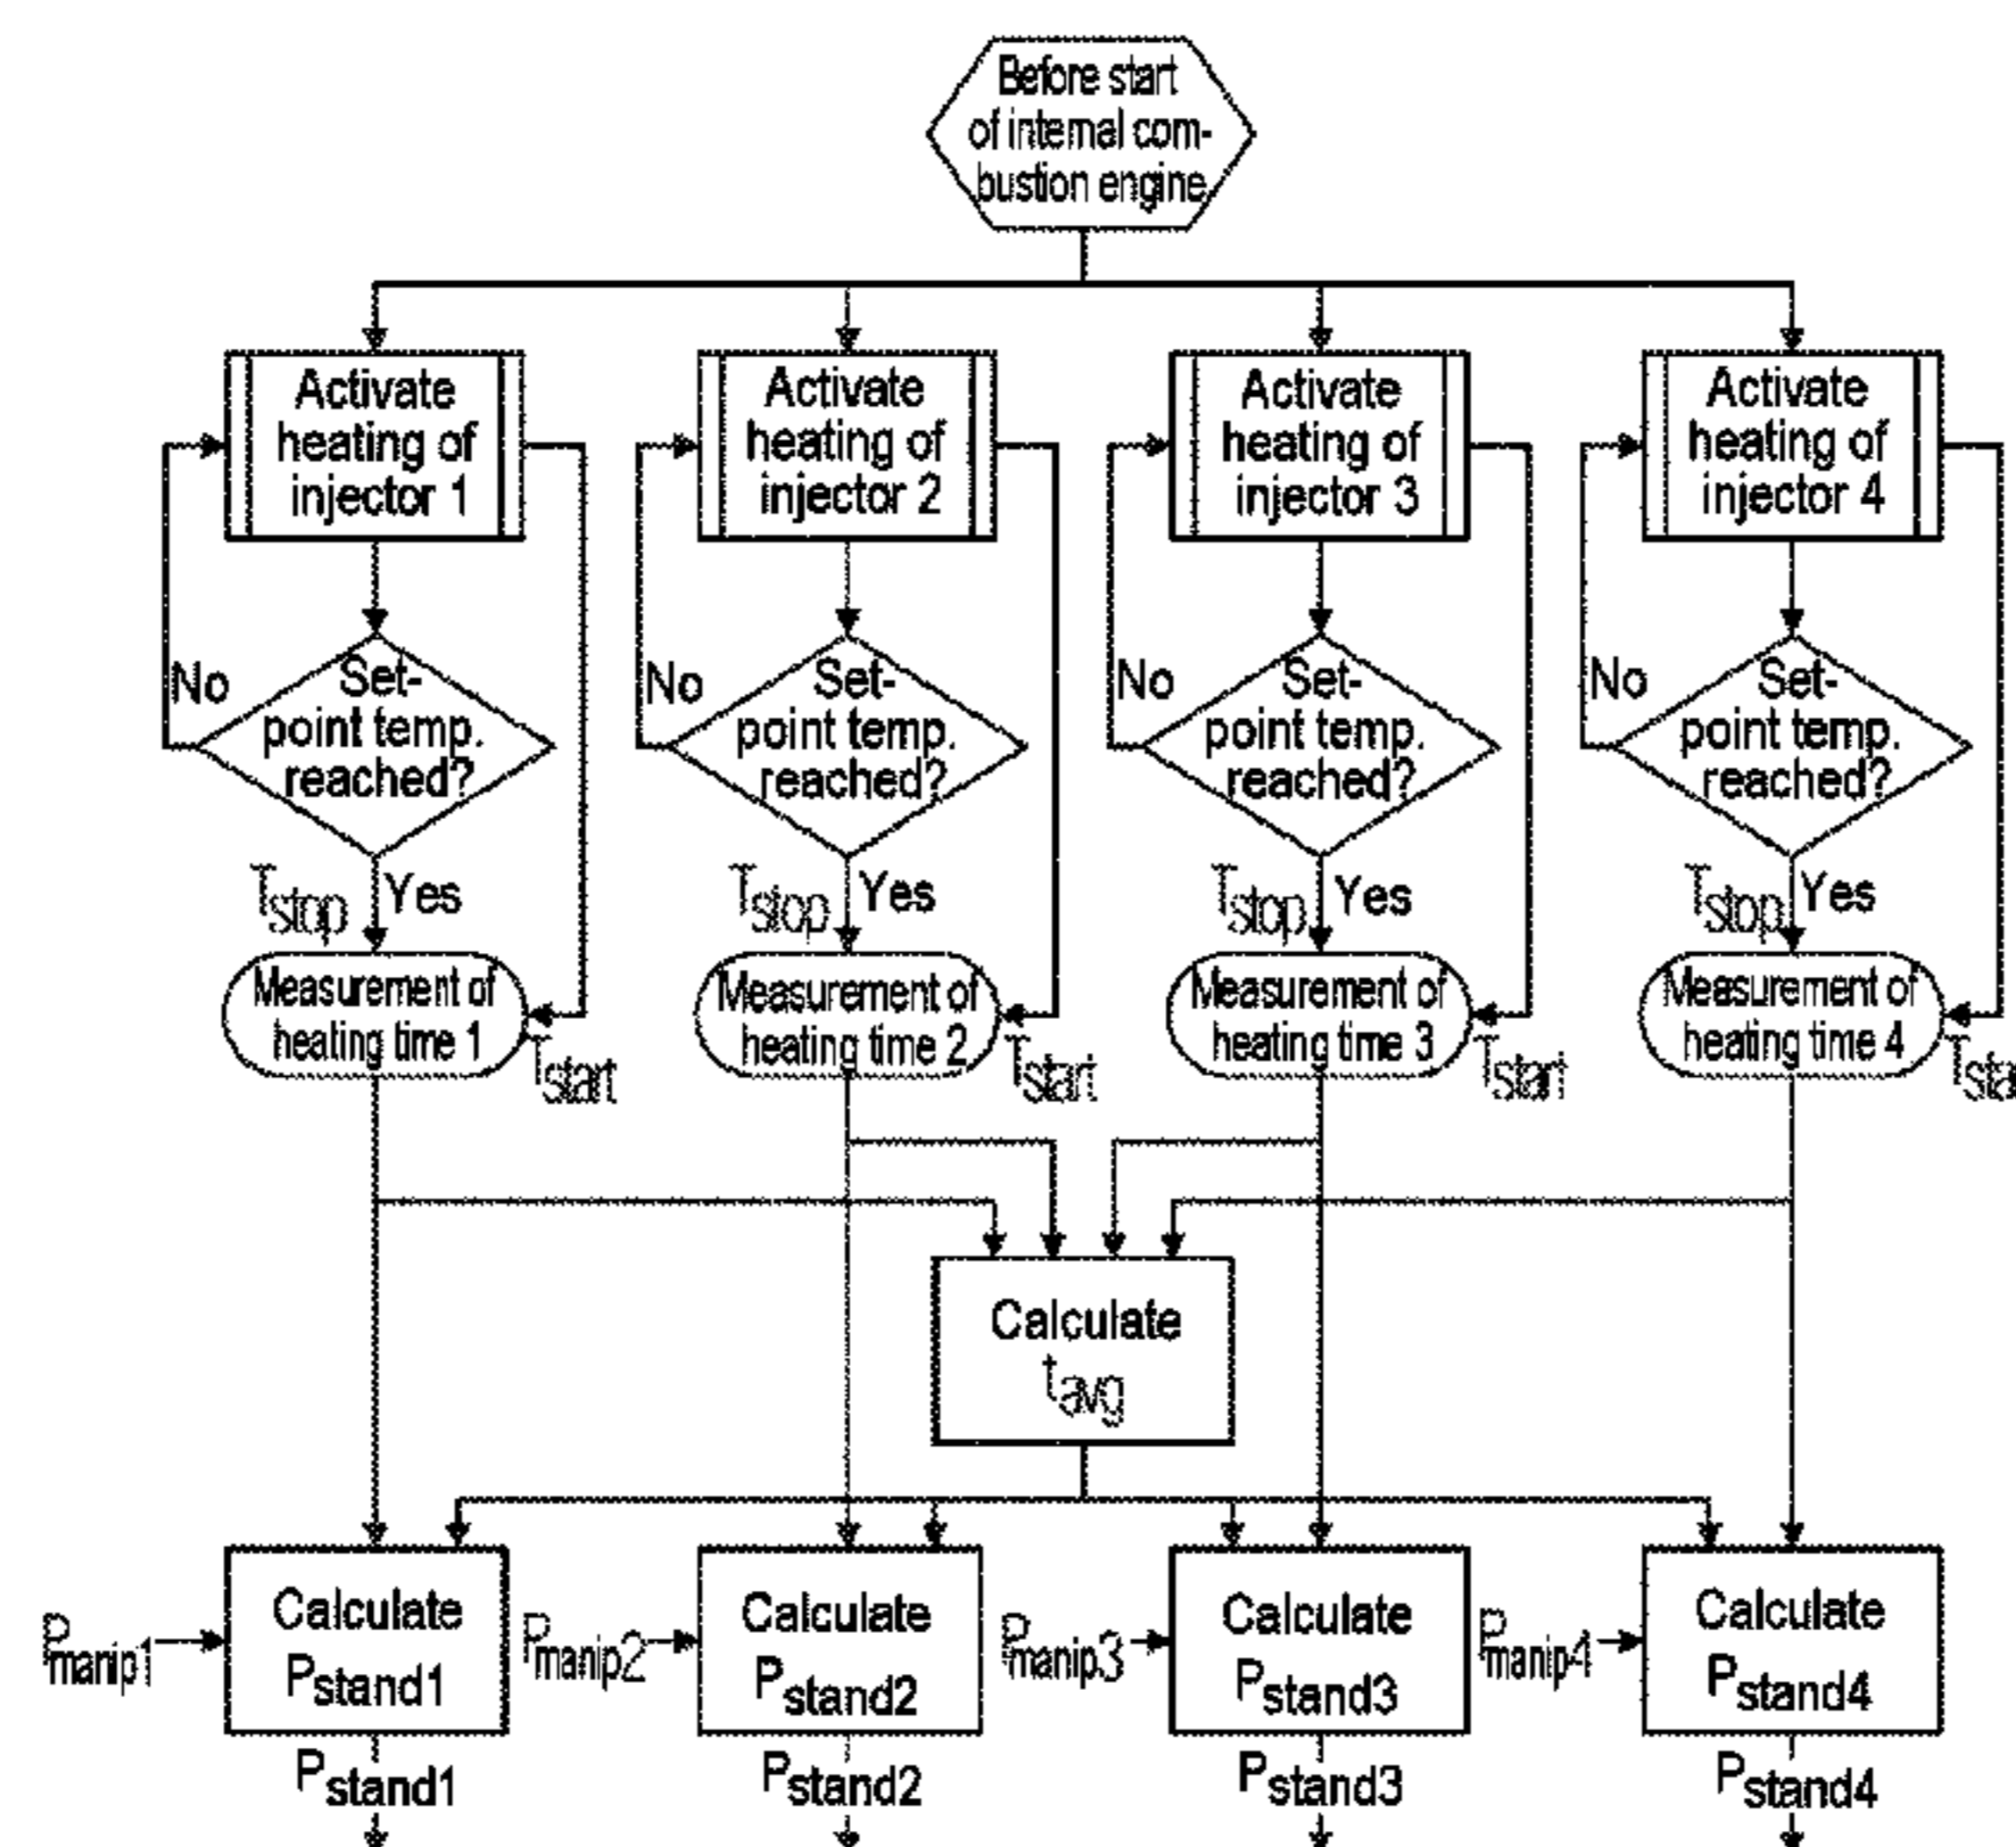 Before start
of internal com-
bustion engine
Activate
heating of
injector 1
Activate
heating of
injector 2
Activate
heating of
injector 3
Activate
heating of
injector 4
No
Set-
point temp.
reached?
No
Set-
point temp.
reached?
No
Set-
point temp.
reached?
No
Set-
point temp.
reached?
Tstop
Yes
Tstop
Yes
Tstop
Yes
Tstop
Yes
Measurement of
heating time 1
Tstart
Measurement of
heating time 2
Tstart
Measurement of
heating time 3
Tstart
Measurement of
heating time 4
Tsta
Calculate
tavg
Pmanip1
Calculate
Pstand1
Pmanip2
Calculate
Pstand2
Pmanip3
Calculate
Pstand3
Pmanip4
Calculate
Pstand4
Pstand1
Pstand2
Pstand3
Pstand4